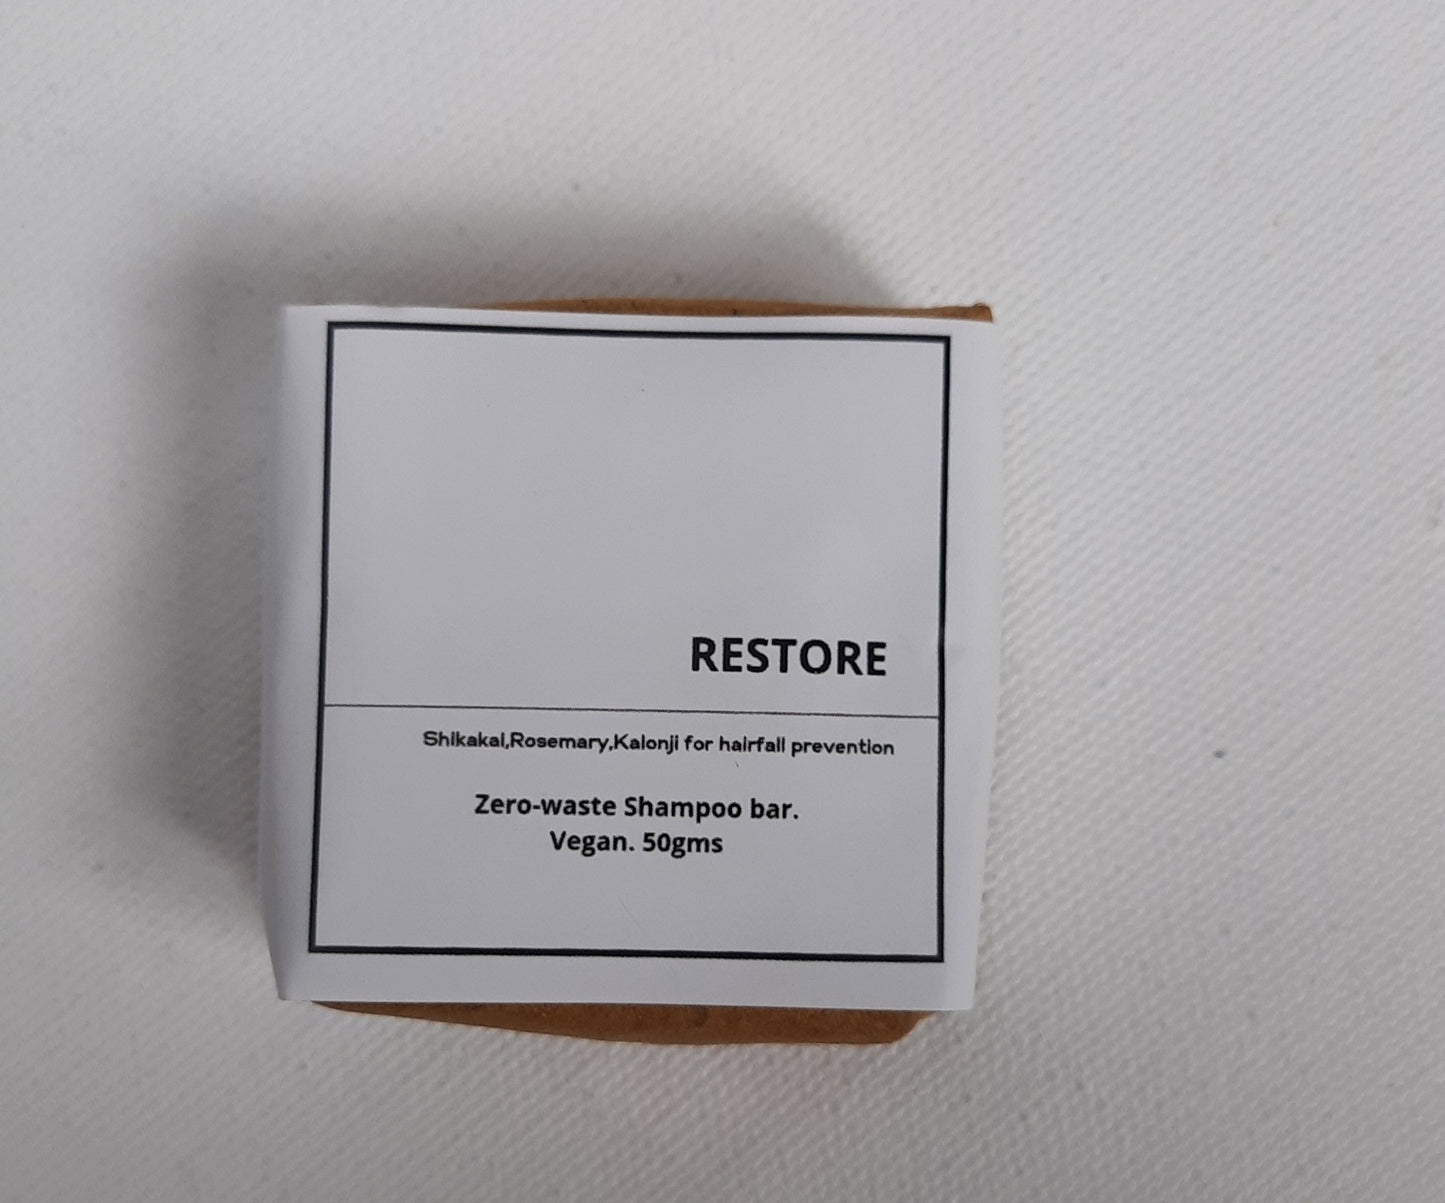 RESTORE
Shikakai,Rosemary,Kalonji for hairfall prevention
Zero-waste Shampoo bar.
Vegan. 50gms